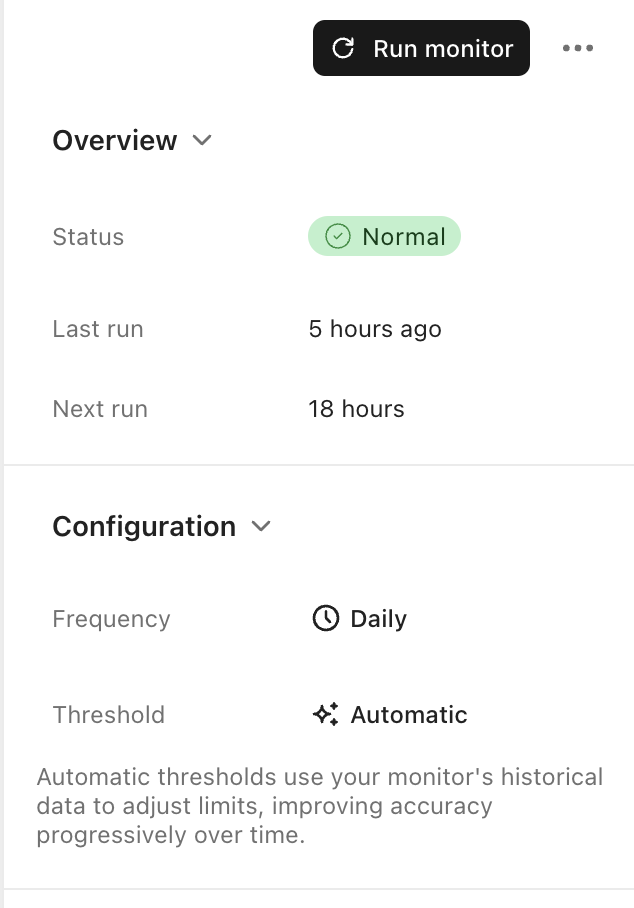 Run monitor
Overview
Status
Normal
Last run
5 hours ago
Next run
18 hours
Configuration
Frequency
Daily
Threshold
Automatic
Automatic thresholds use your monitor's historical
data to adjust limits, improving accuracy
progressively over time.